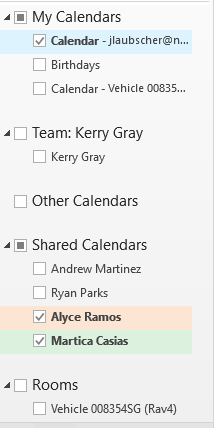 My Calendars
Calendar - jlaubscher@n...
Birthdays
Calendar - Vehicle 00835...
Team: Kerry Gray
Kerry Gray
Other Calendars
Shared Calendars
Andrew Martinez
Ryan Parks
Alyce Ramos
Martica Casias
Rooms
Vehicle 008354SG (Rav4)